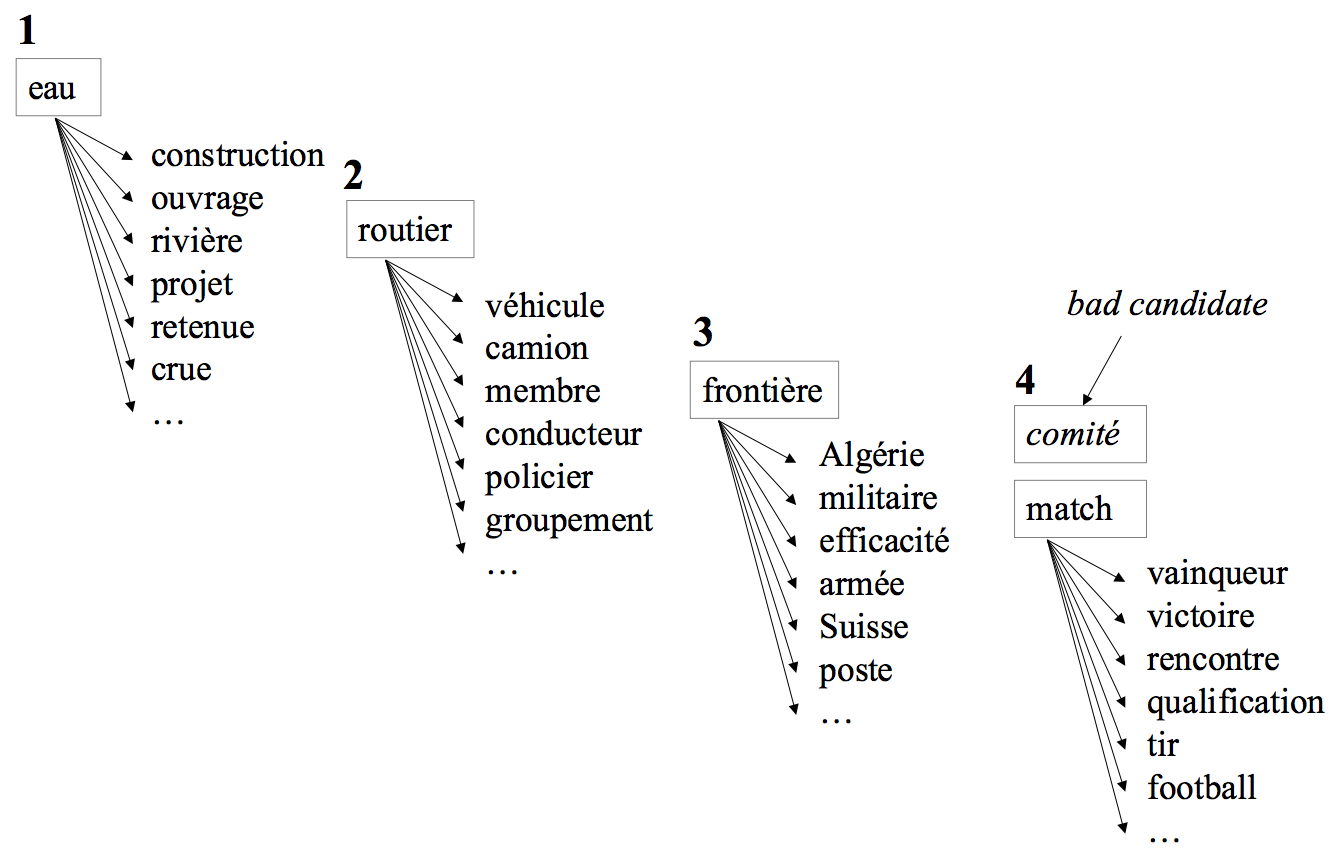 1
eau
construction
ouvrage
rivière
projet
retenue
crue
…
2
routier
véhicule
camion
membre
conducteur
policier
groupement
…
3
frontière
Algérie
militaire
efficacité
armée
Suisse
poste
…
bad candidate
4
comité
match
vainqueur
victoire
rencontre
qualification
tir
football
…